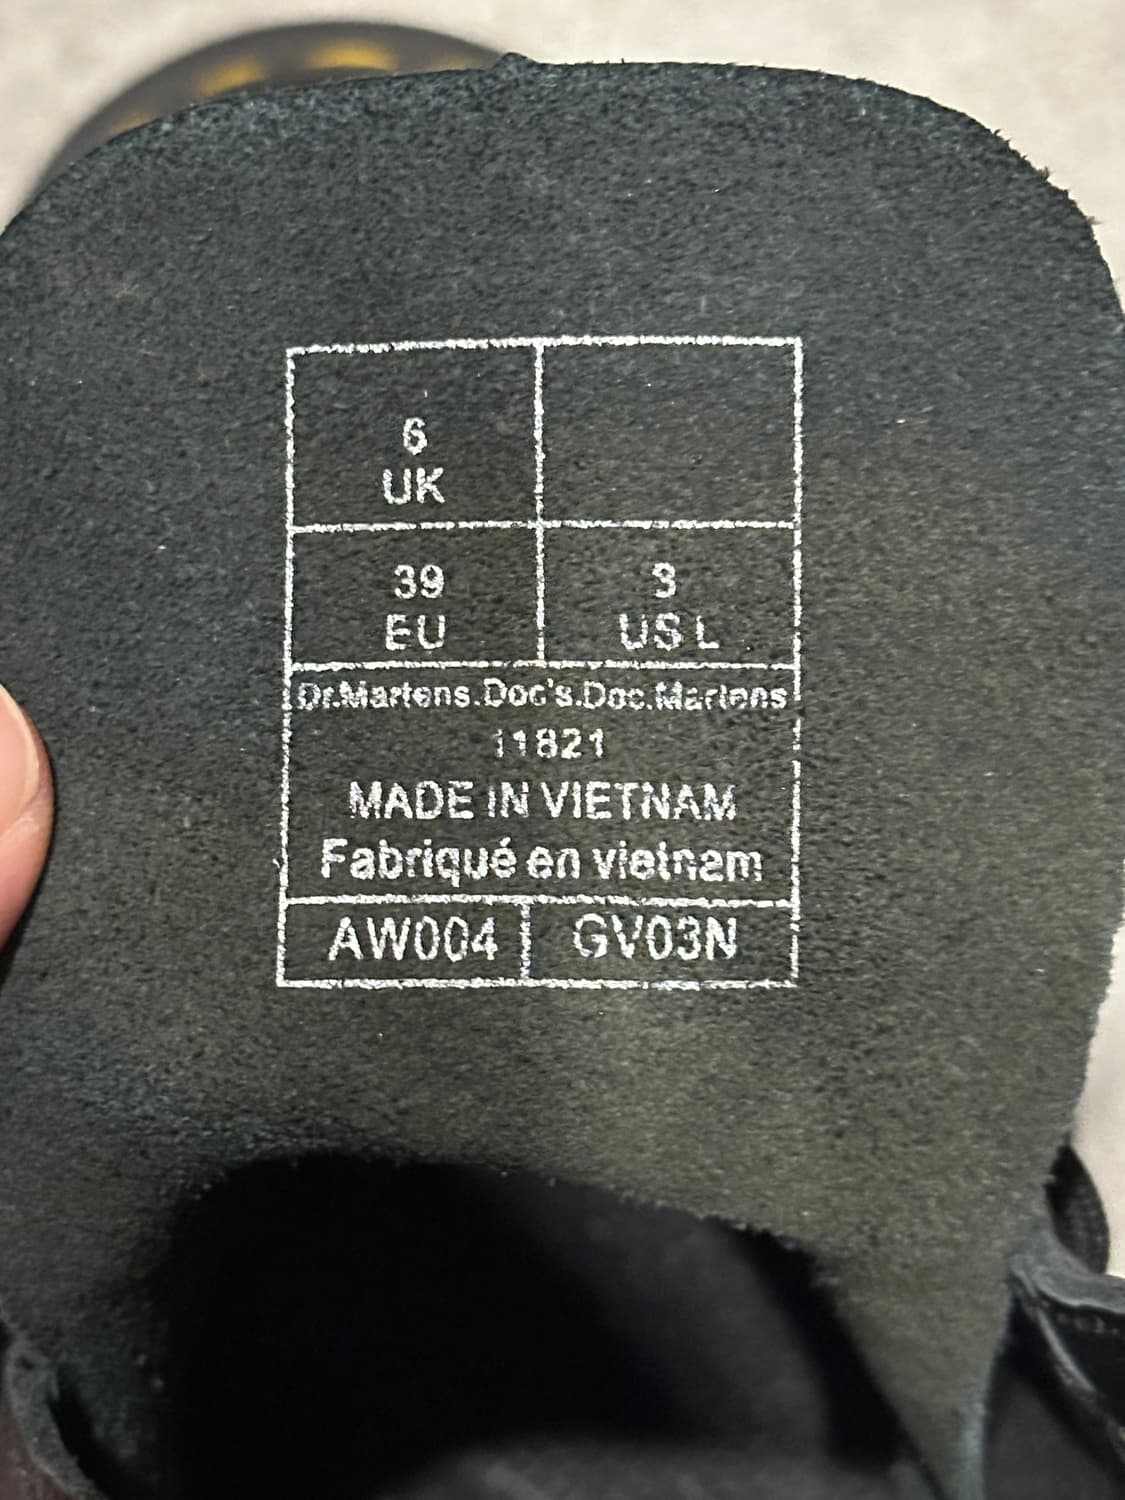 6
UK
39
EU
8
US L
Dr.Martens.Doc's.Doc.Martens
11821
MADE IN VIETNAM
Fabriqué en vietnam
AW004
GV03N